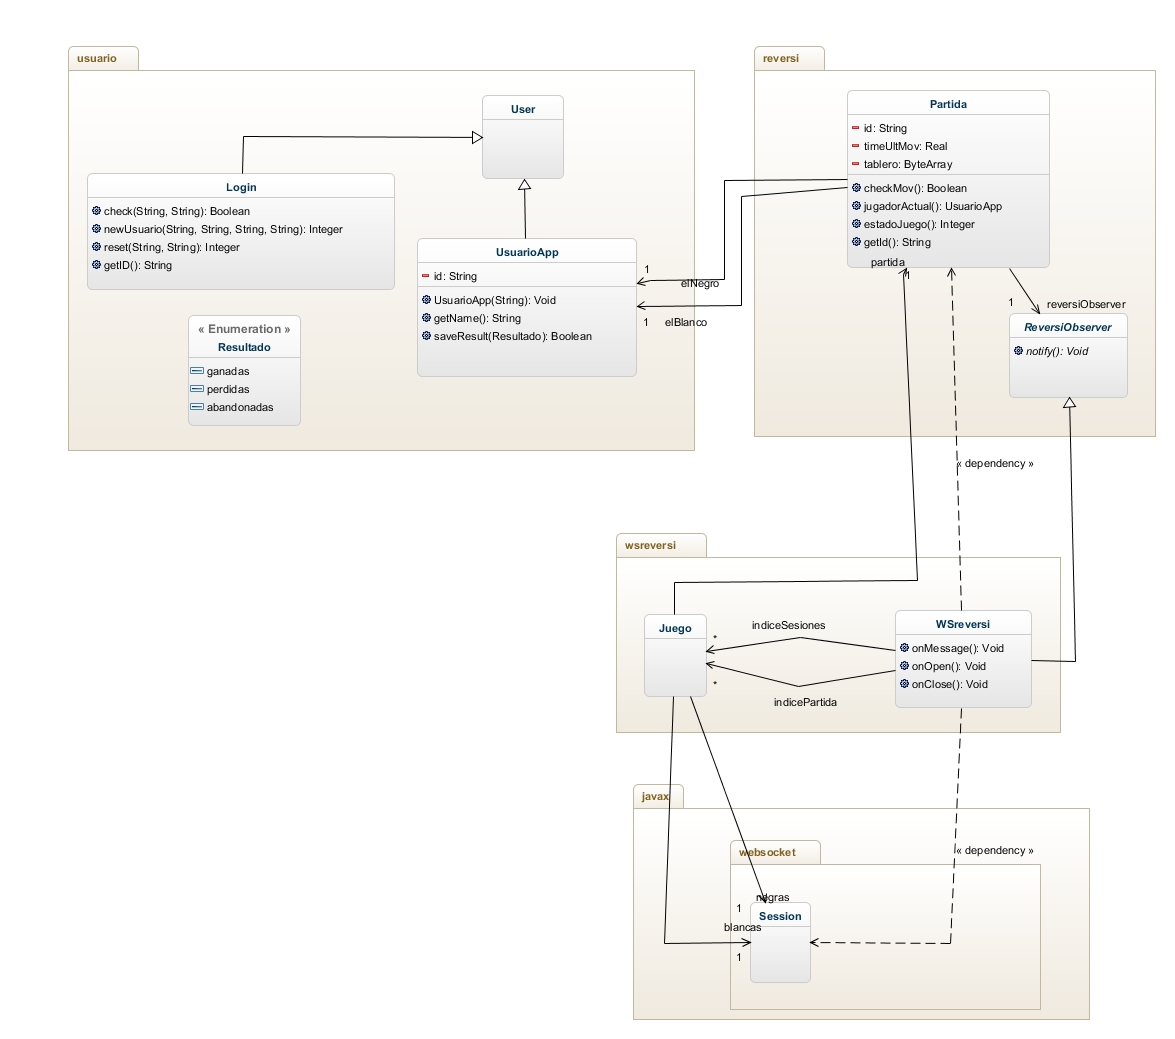 usuario
User
Login
check(String, String): Boolean
newUsuario(String, String, String, String): Integer
reset(String, String): Integer
getID(): String
UsuarioApp
id: String
UsuarioApp(String): Void
getName(): String
saveResult(Resultado): Boolean
« Enumeration »
Resultado
ganadas
perdidas
abandonadas
1
elNegro
1
elBlanco
reversi
Partida
id: String
timeUltMov: Real
tablero: ByteArray
checkMov(): Boolean
jugadorActual(): UsuarioApp
estadoJuego(): Integer
getId(): String
partida
1
1
reversiObserver
ReversiObserver
notify(): Void
« dependency »
wsreversi
Juego
indiceSesiones
*
*
indicePartida
WSreversi
onMessage(): Void
onOpen(): Void
onClose(): Void
javax
websocket
« dependency »
negras
1
Session
blancas
1